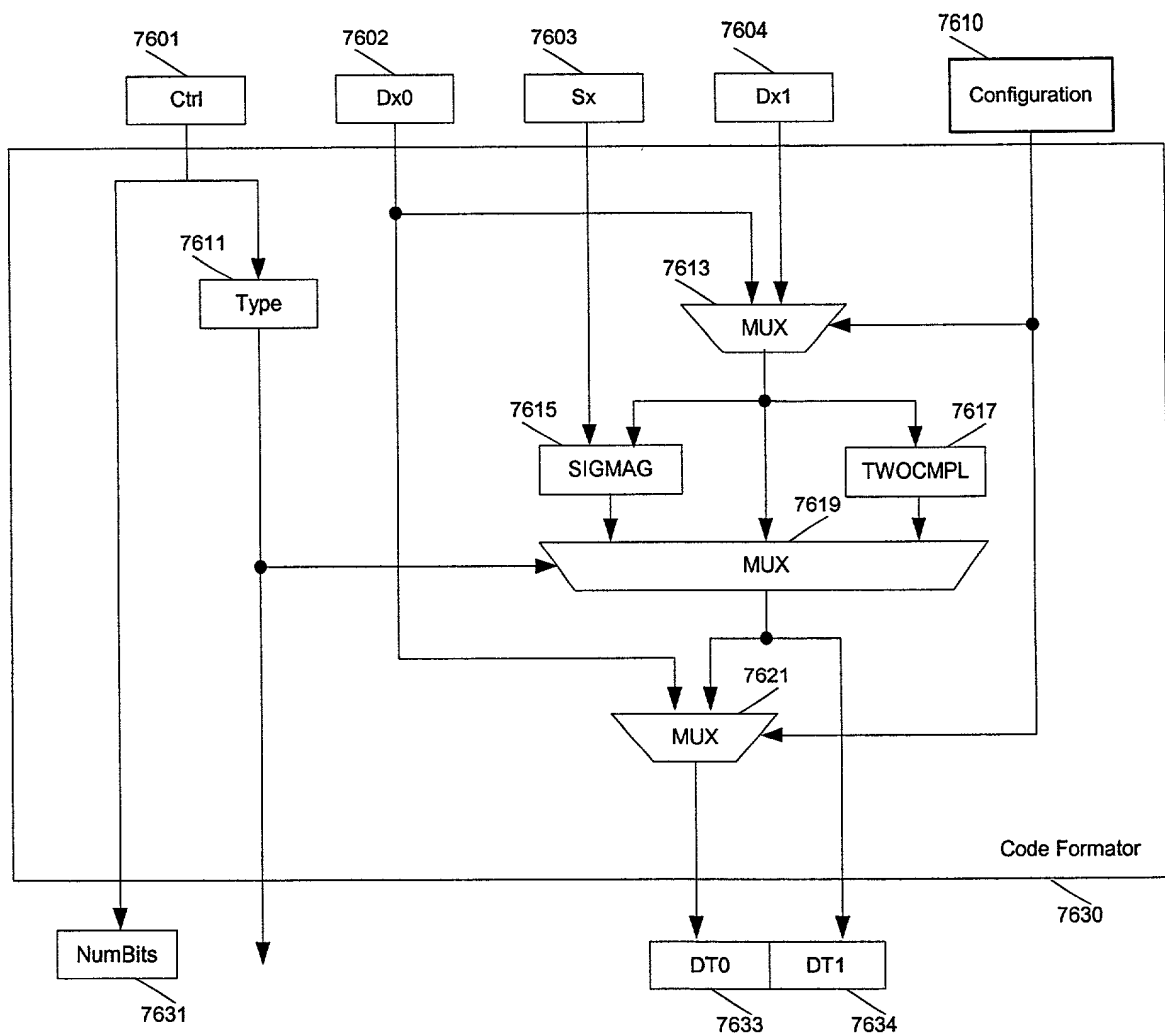 7601
7602
7603
7604
7610
Ctrl
Dx0
Sx
Dx1
Configuration
7611
Type
7613
MUX
7615
SIGMAG
7617
TWOCMPL
7619
MUX
7621
MUX
Code Formator
7630
NumBits
7631
DT0
DT1
7633
7634